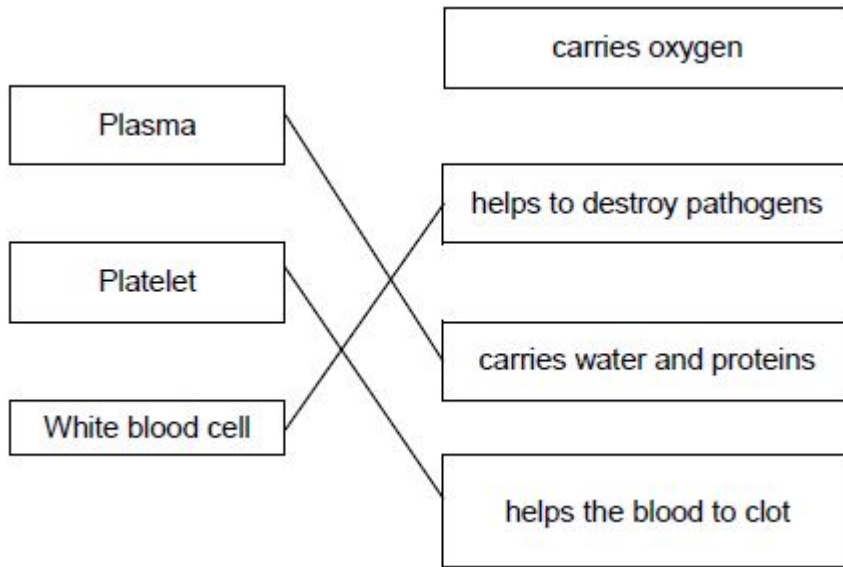 carries oxygen
Plasma
helps to destroy pathogens
Platelet
carries water and proteins
White blood cell
helps the blood to clot